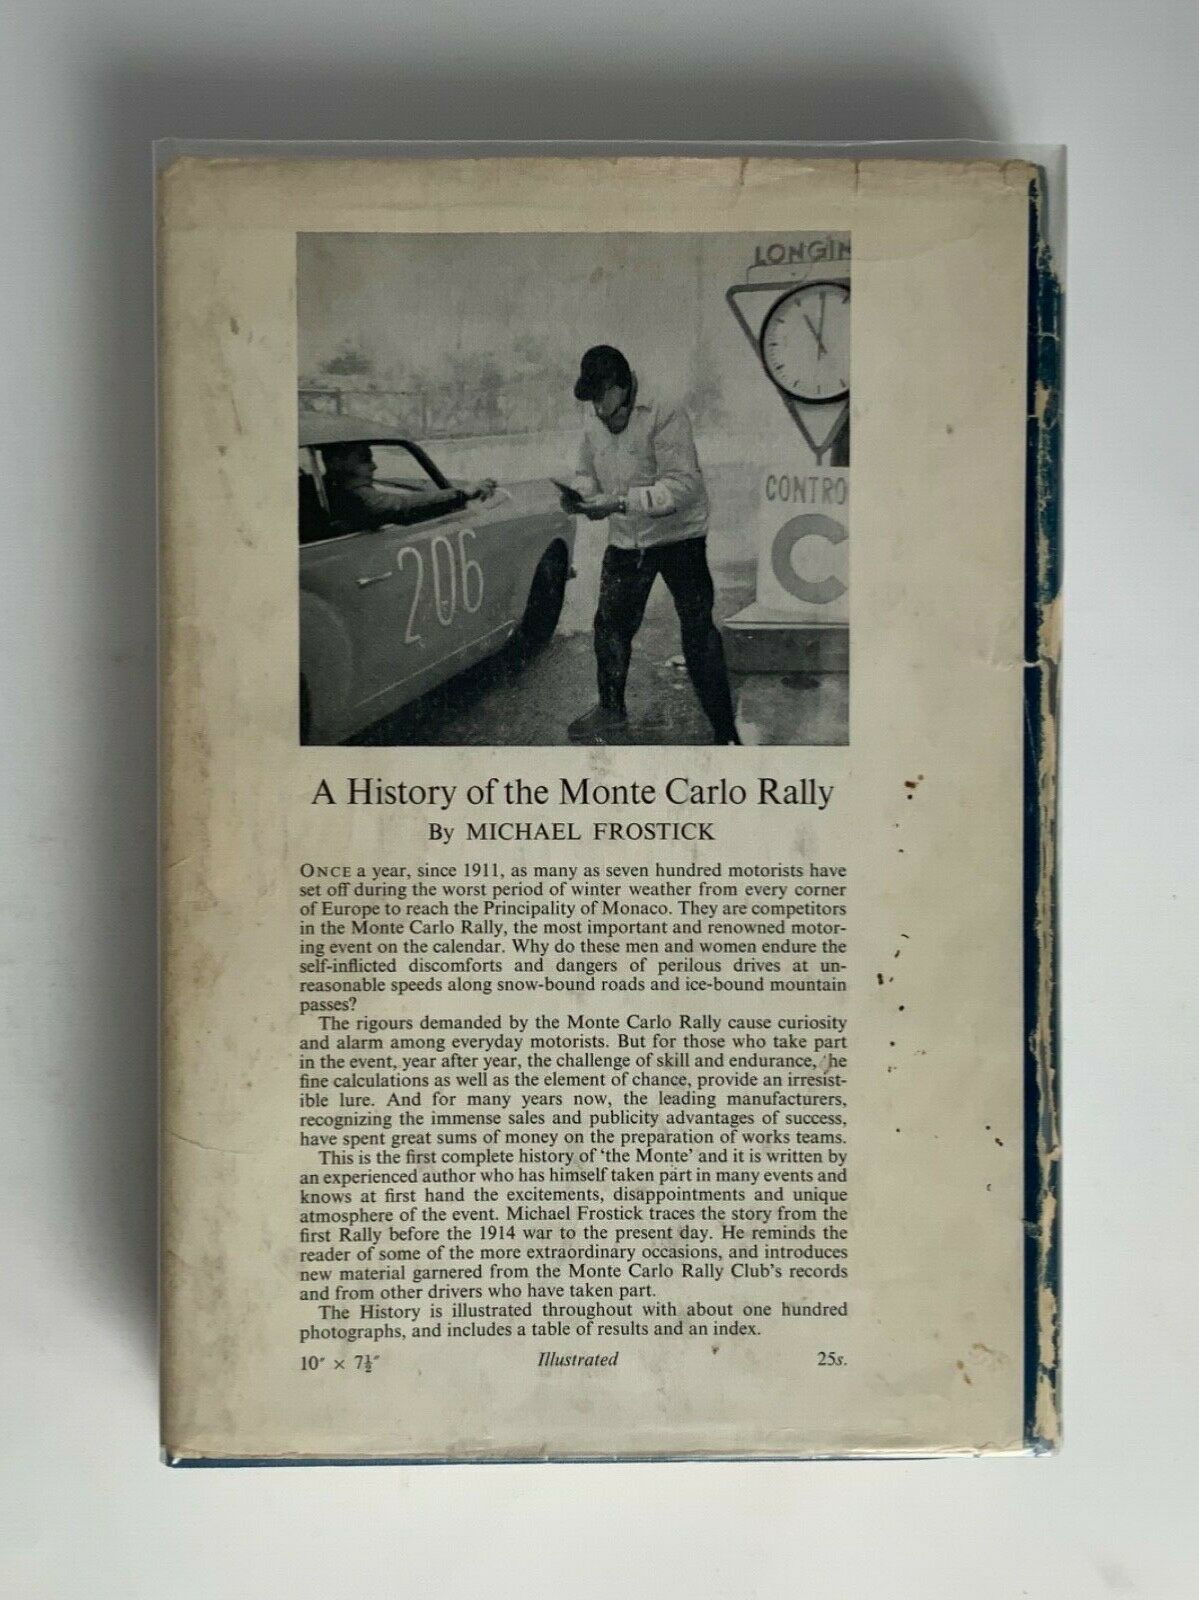 LONGIN
CONTRO
C
206
A History of the Monte Carlo Rally
By MICHAEL FROSTICK
ONCE a year, since 1911, as many as seven hundred motorists have
set off during the worst period of winter weather from every corner
of Europe to reach the Principality of Monaco. They are competitors
in the Monte Carlo Rally, the most important and renowned motor-
ing event on the calendar. Why do these men and women endure the
self-inflicted discomforts and dangers of perilous drives at un-
reasonable speeds along snow-bound roads and ice-bound mountain
passes?
The rigours demanded by the Monte Carlo Rally cause curiosity
and alarm among everyday motorists. But for those who take part
in the event, year after year, the challenge of skill and endurance, he
fine calculations as well as the element of chance, provide an irresist-
ible lure. And for many years now, the leading manufacturers,
recognizing the immense sales and publicity advantages of success,
have spent great sums of money on the preparation of works teams.
This is the first complete history of 'the Monte' and it is written by
an experienced author who has himself taken part in many events and
knows at first hand the excitements, disappointments and unique
atmosphere of the event. Michael Frostick traces the story from the
first Rally before the 1914 war to the present day. He reminds the
reader of some of the more extraordinary occasions, and introduces
new material garnered from the Monte Carlo Rally Club's records
and from other drivers who have taken part.
The History is illustrated throughout with about one hundred
photographs, and includes a table of results and an index.
10″ × 7½″ Illustrated 25s.